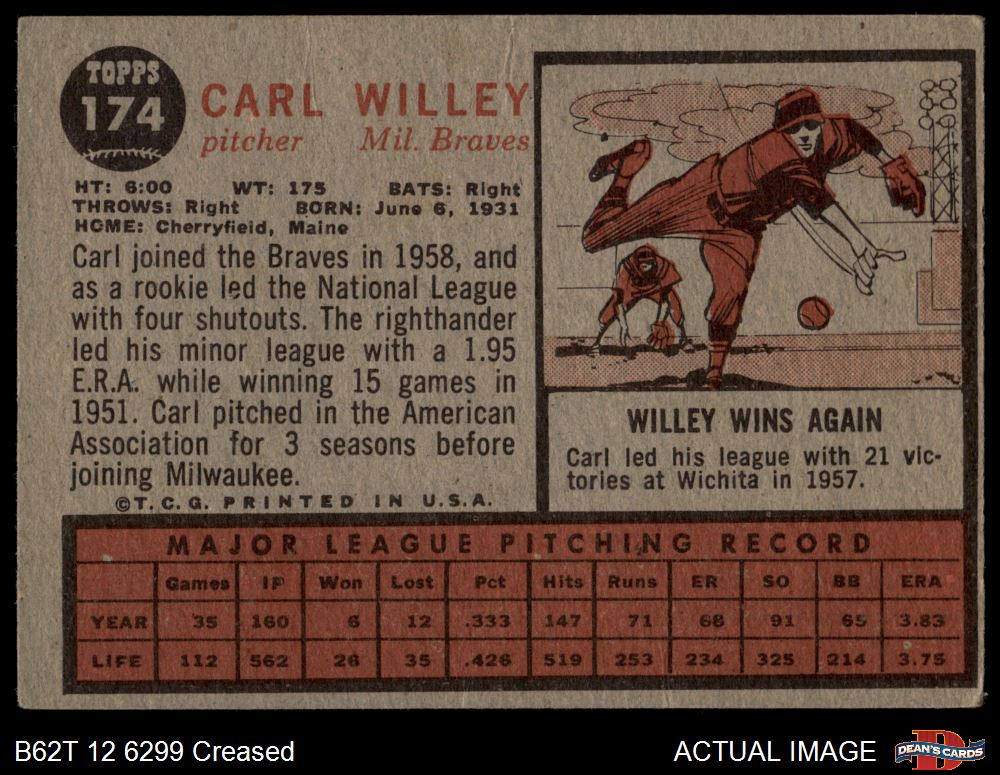 TOPPS
174
CARL WILLEY
pitcher Mil. Braves
HT: 6:00 WT: 175 BATS: Right
THROWS: Right BORN: June 6, 1931
HOME: Cherryfield, Maine
Carl joined the Braves in 1958, and
as a rookie led the National League
with four shutouts. The righthander
led his minor league with a 1.95
E.R.A. while winning 15 games in
1951. Carl pitched in the American
Association for 3 seasons before
joining Milwaukee.
©T.C.G. PRINTED IN U.S.A.
WILLEY WINS AGAIN
Carl led his league with 21 vic-
tories at Wichita in 1957.
MAJOR LEAGUE PITCHING RECORD
Games IP Won Lost Pct Hits Runs ER SO BB ERA
YEAR 35 160 6 12 .333 147 71 68 91 65 3.83
LIFE 112 562 26 35 .426 519 253 234 325 214 3.75
B62T 12 6299 Creased
ACTUAL IMAGE
D
DEAN'S CARDS